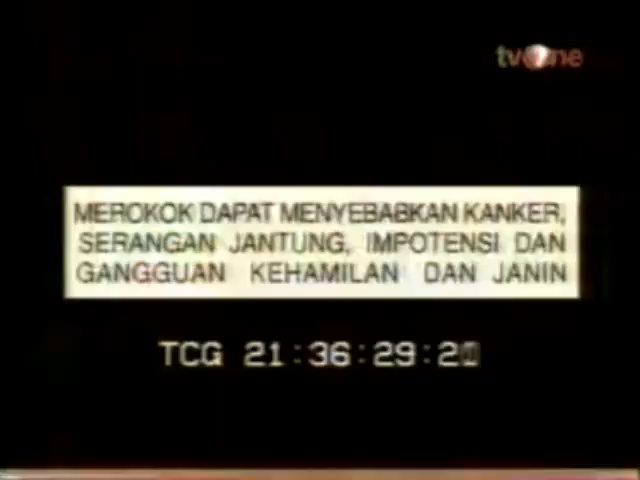 tvOne
MEROKOK DAPAT MENYEBABKAN KANKER,
SERANGAN JANTUNG, IMPOTENSI DAN
GANGGUAN KEHAMILAN DAN JANIN
TCG 21:36:29:20